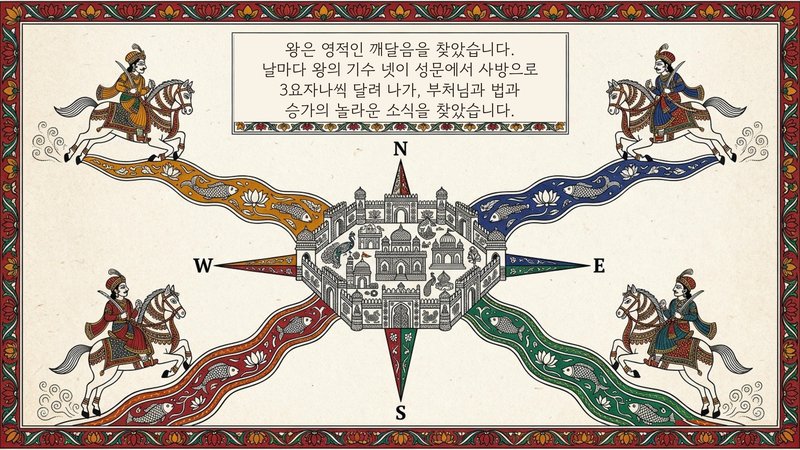 왕은 영적인 깨달음을 찾았습니다.
날마다 왕의 기수 넷이 성문에서 사방으로
3요자나씩 달려 나가, 부처님과 법과
승가의 놀라운 소식을 찾았습니다.
N
W
E
S